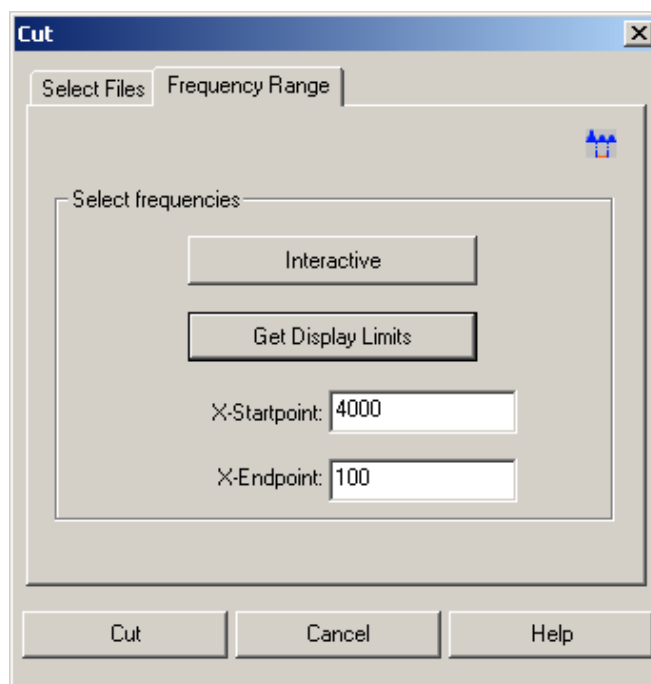 Cut
Select Files Frequency Range
Select frequencies
Interactive
Get Display Limits
X-Startpoint: 4000
X-Endpoint: 100
Cut Cancel Help